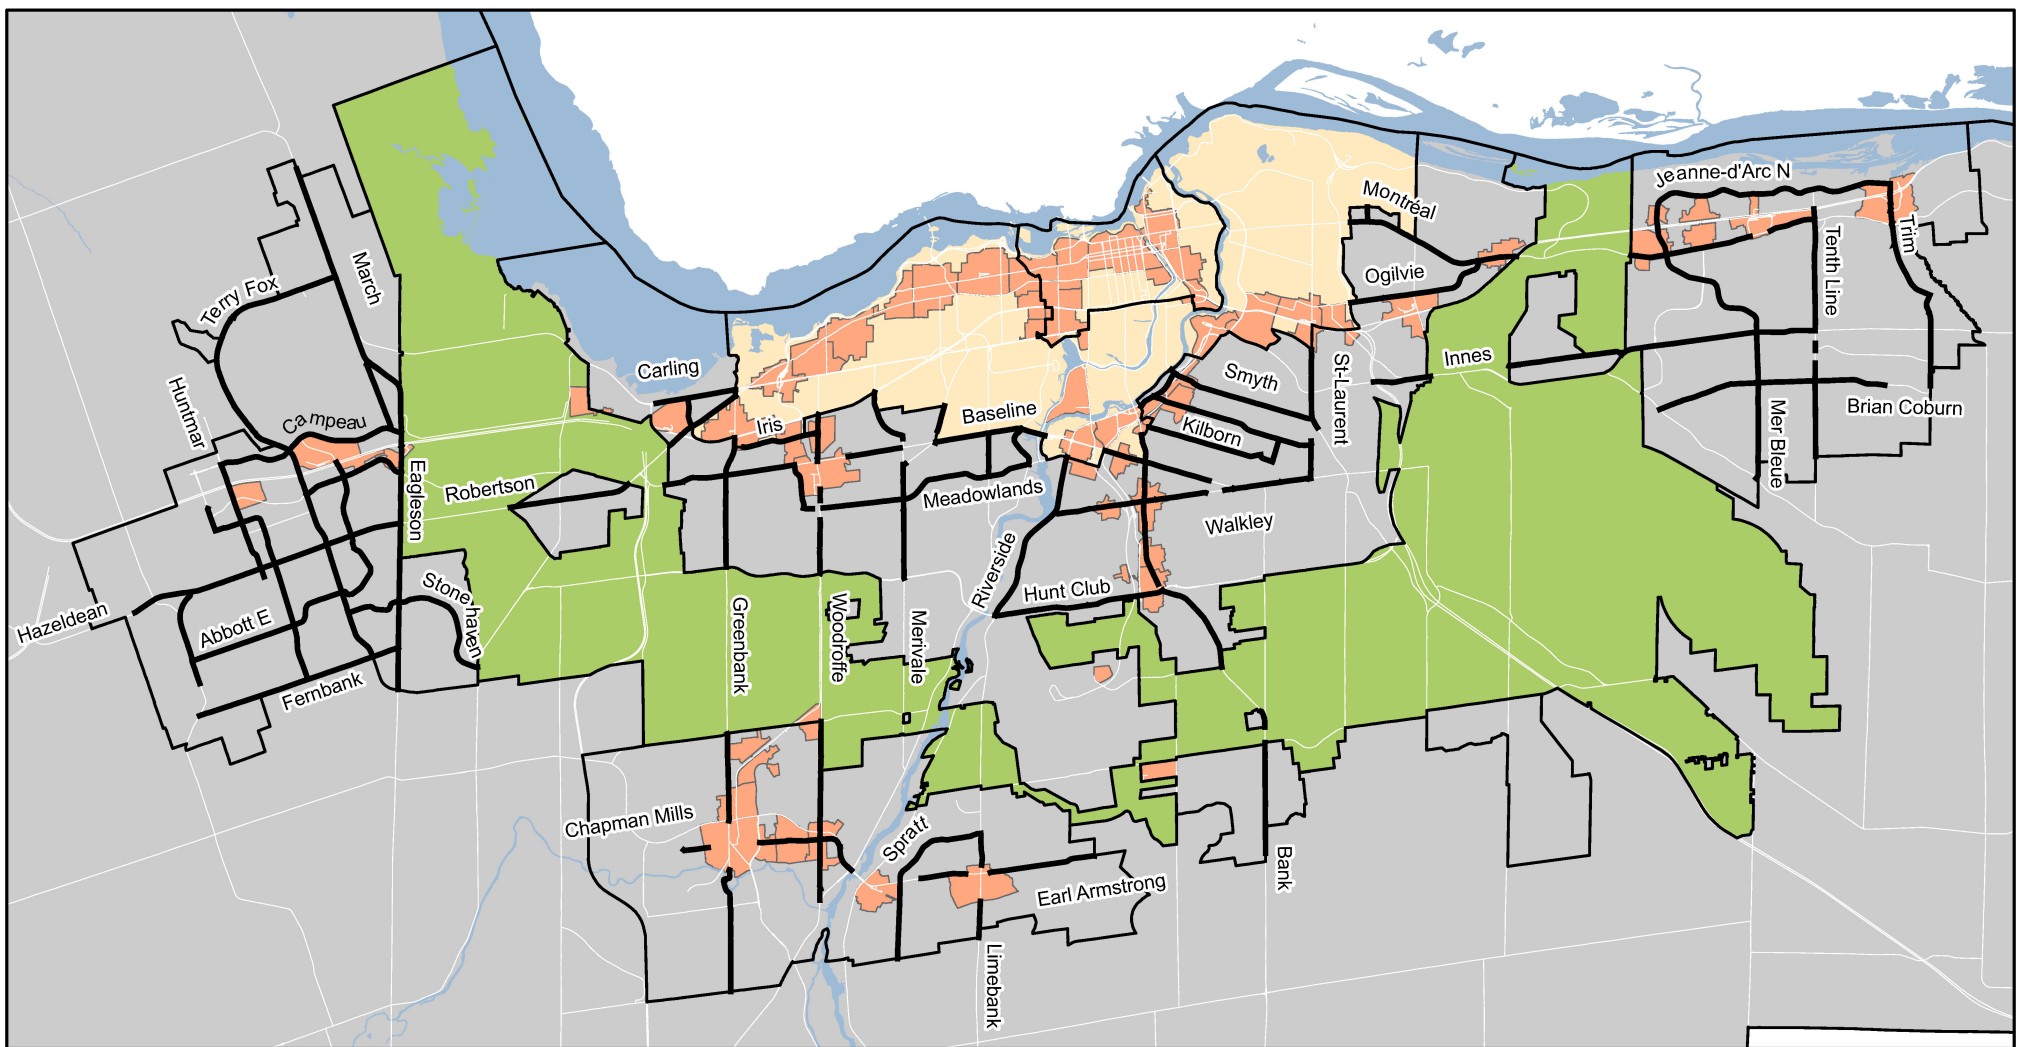 Jeanne-d'Arc N
Montréal
Trim
Tenth Line
Terry Fox
March
Ogilvie
Carling
Innes
Smyth
St-Laurent
Huntmar
Campeau
Iris
Baseline
Kilborn
Mer Bleue
Brian Coburn
Eagleson
Robertson
Meadowlands
Walkley
Riverside
Hunt Club
Stonehaven
Hazeldean
Abbott E
Greenbank
Woodroffe
Merivale
Fernbank
Chapman Mills
Spratt
Earl Armstrong
Bank
Limebank